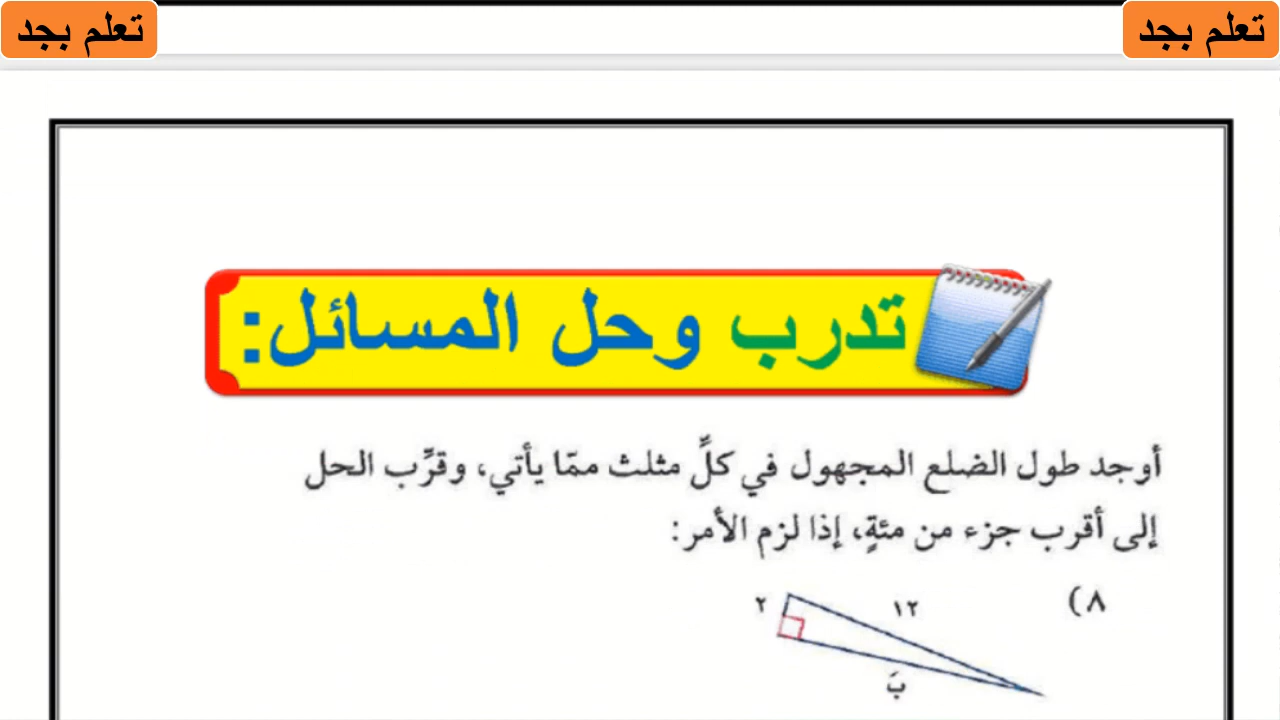 تعلم بجد
تعلم بجد
تدرب وحل المسائل:
أوجد طول الضلع المجهول في كلٍّ مثلث ممّا يأتي، وقرِّب الحل
إلى أقرب جزء من مئةٍ، إذا لزم الأمر:
٨)
١٢
٢
بَ